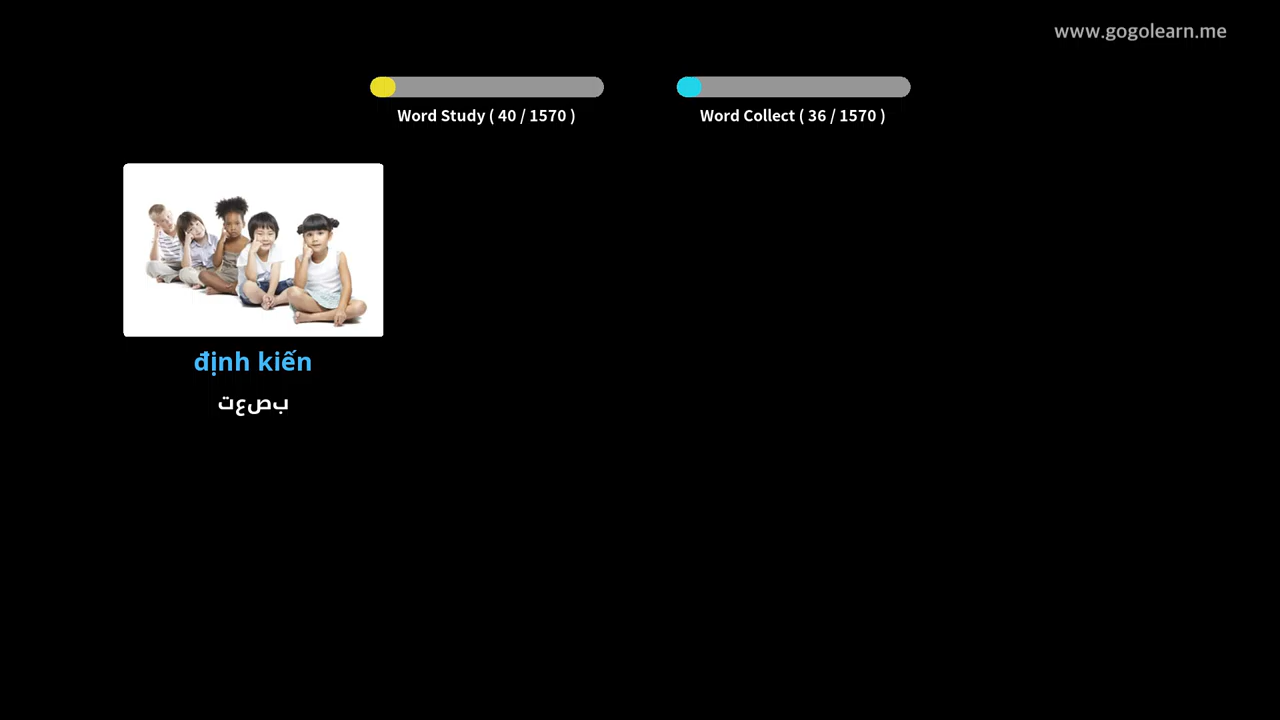 www.gogolearn.me
Word Study ( 40 / 1570 )
Word Collect ( 36 / 1570 )
định kiến
تعصب